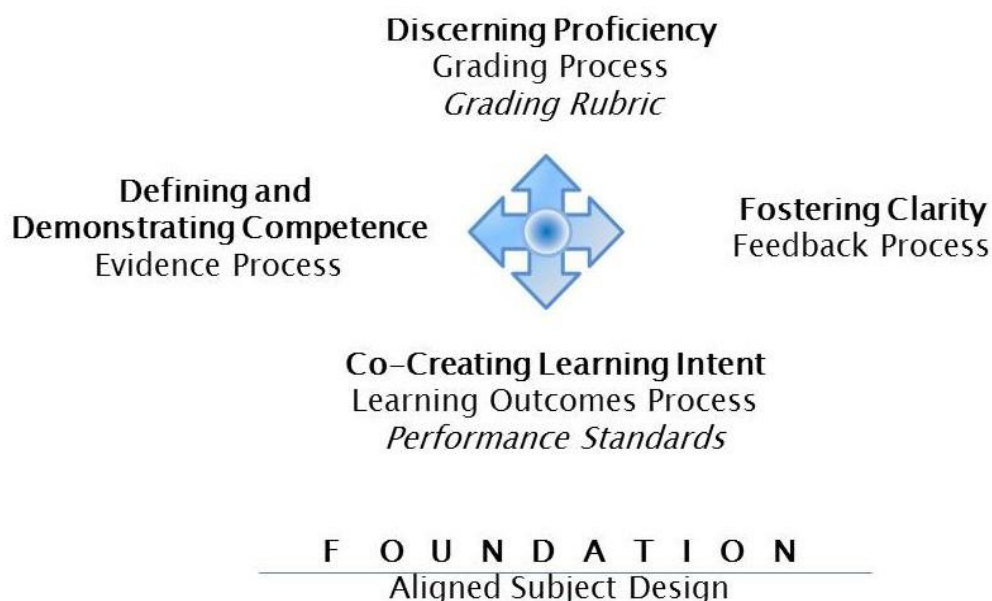 Discerning Proficiency
Grading Process
Grading Rubric
Defining and
Demonstrating Competence
Evidence Process
Fostering Clarity
Feedback Process
Co-Creating Learning Intent
Learning Outcomes Process
Performance Standards
F O U N D A T I O N
Aligned Subject Design